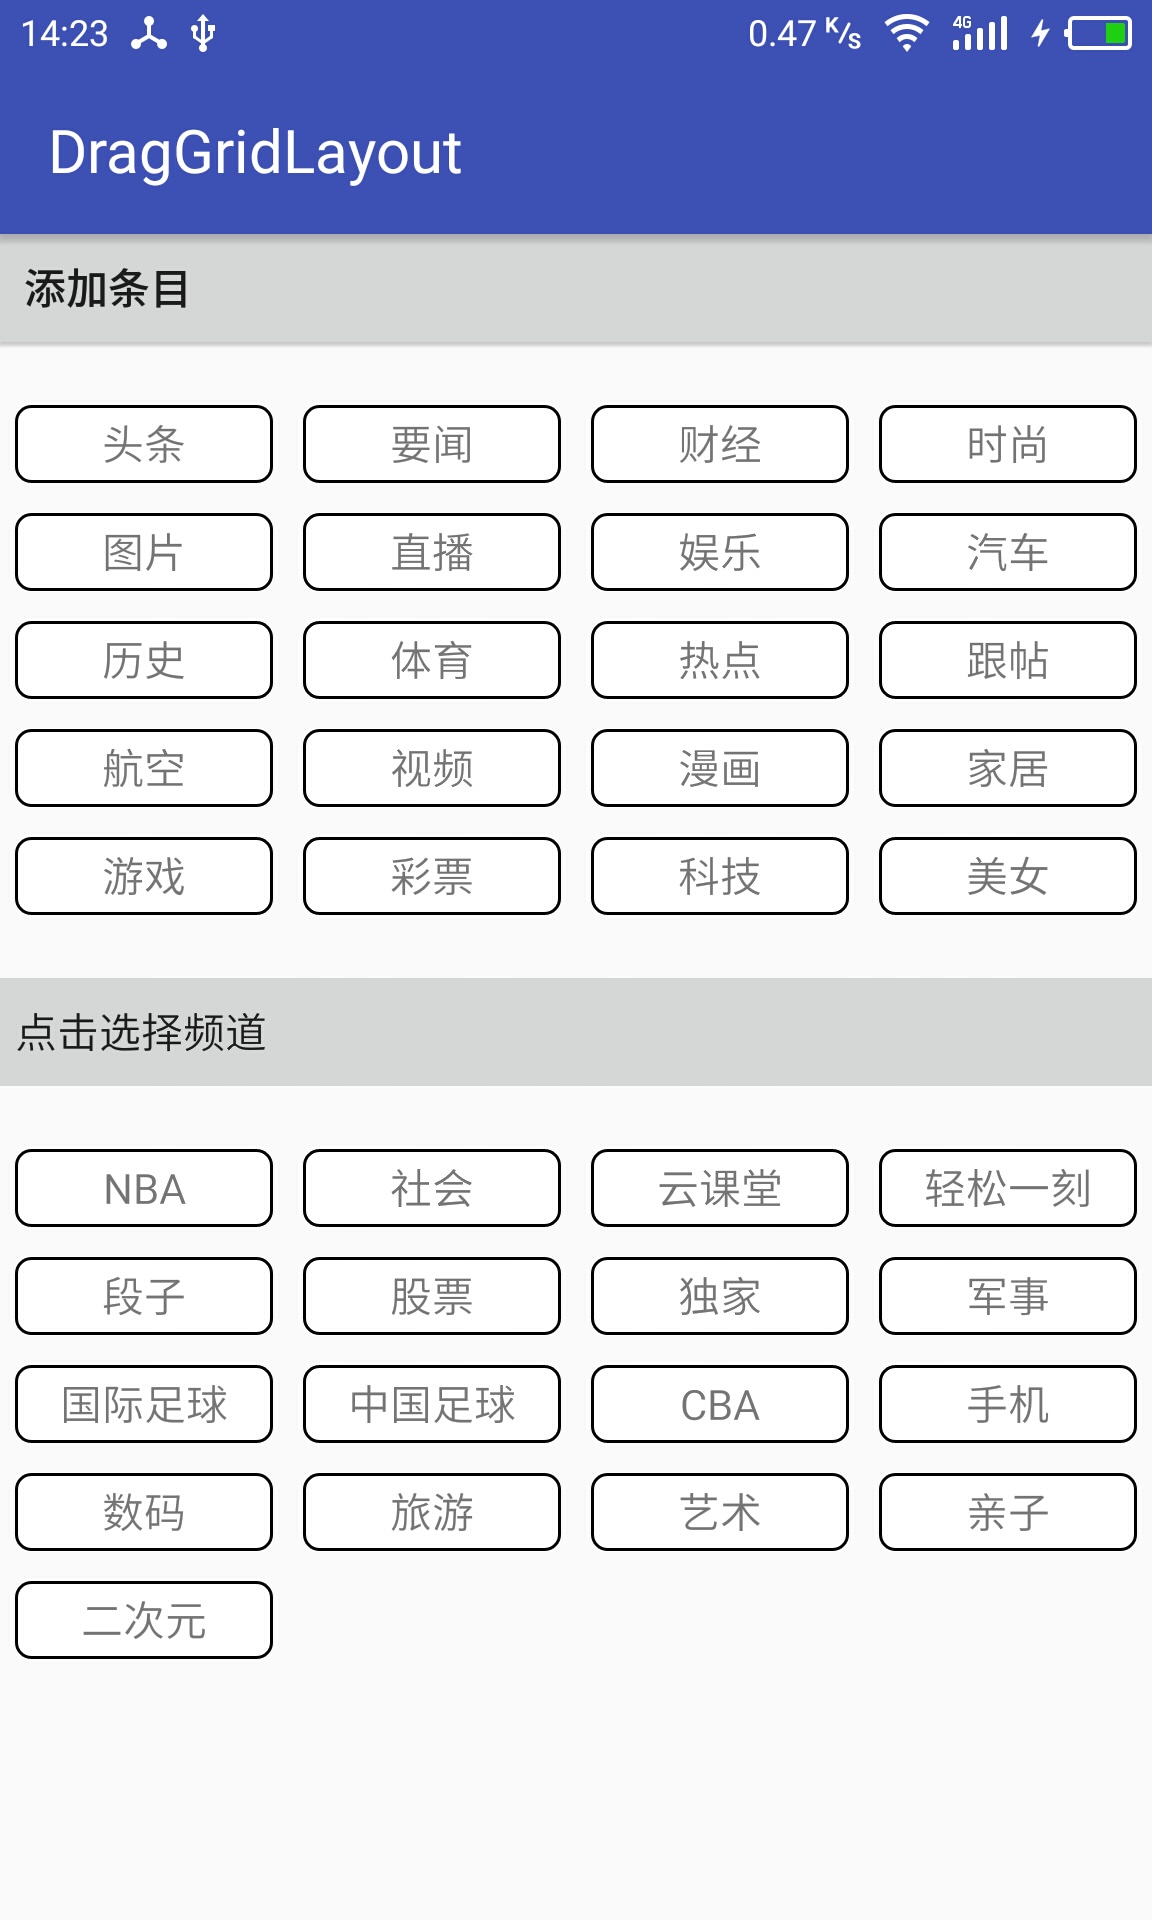 14:23 0.47 K/s 4G
DragGridLayout
添加条目
头条 要闻 财经 时尚
图片 直播 娱乐 汽车
历史 体育 热点 跟帖
航空 视频 漫画 家居
游戏 彩票 科技 美女
点击选择频道
NBA 社会 云课堂 轻松一刻
段子 股票 独家 军事
国际足球 中国足球 CBA 手机
数码 旅游 艺术 亲子
二次元